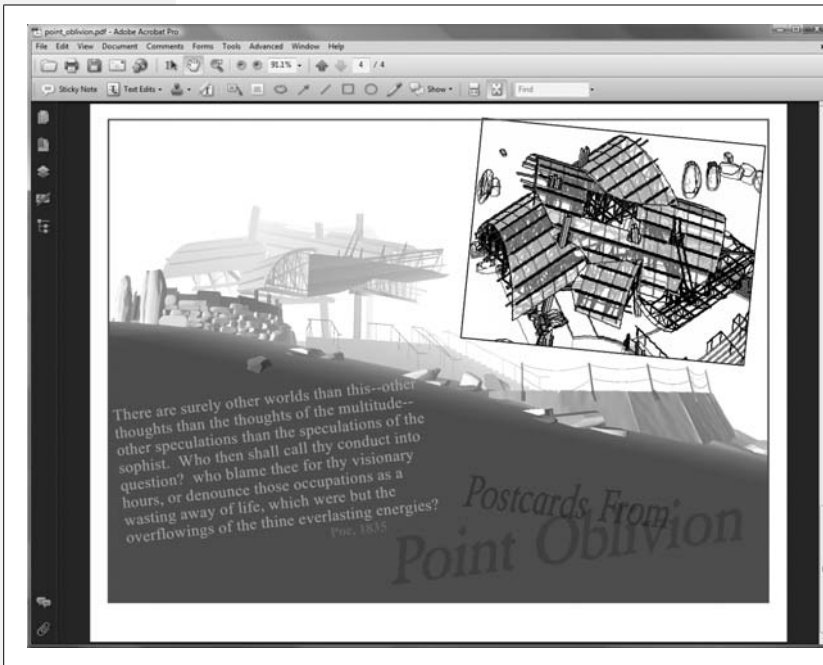 point_oblivion.pdf - Adobe Acrobat Pro
File Edit View Document Comments Forms Tools Advanced Window Help
91.1% 4 / 4
Sticky Note Text Edits Show Find
There are surely other worlds than this--other
thoughts than the thoughts of the multitude--
other speculations than the speculations of the
sophist. Who then shall call thy conduct into
question? who blame thee for thy visionary
hours, or denounce those occupations as a
wasting away of life, which were but the
overflowings of the thine everlasting energies?
Poe, 1835
Postcards From
Point Oblivion